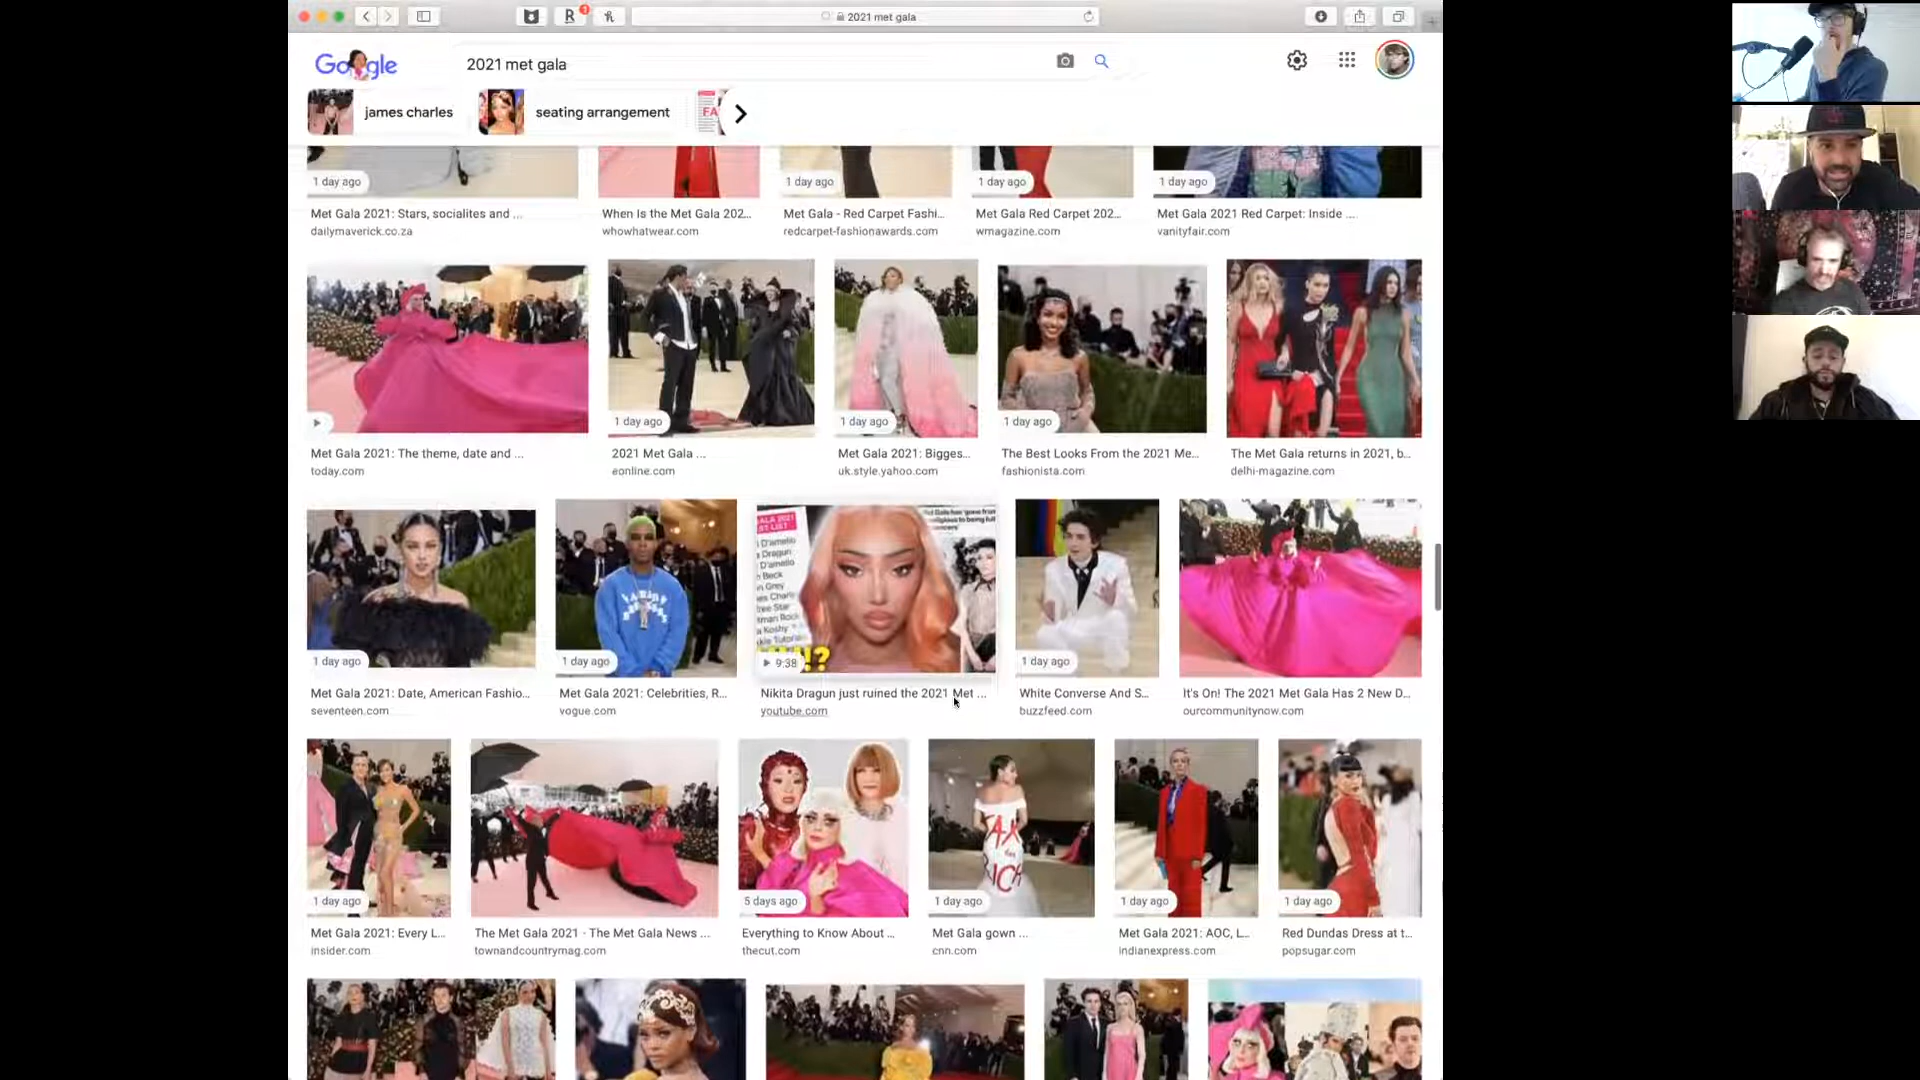 2021 met gala
Google
2021 met gala
james charles
seating arrangement
FA
1 day ago
1 day ago
1 day ago
1 day ago
Met Gala 2021: Stars, socialites and ...
When Is the Met Gala 202...
Met Gala - Red Carpet Fashi...
Met Gala Red Carpet 202...
Met Gala 2021 Red Carpet: Inside ...
dailymaverick.co.za
whowhatwear.com
redcarpet-fashionawards.com
wmagazine.com
vanityfair.com
1 day ago
1 day ago
1 day ago
Met Gala 2021: The theme, date and ...
2021 Met Gala ...
Met Gala 2021: Bigges...
The Best Looks From the 2021 Me...
The Met Gala returns in 2021, b...
today.com
eonline.com
uk.style.yahoo.com
fashionista.com
delhi-magazine.com
1 day ago
1 day ago
9:38
!?
1 day ago
Met Gala 2021: Date, American Fashio...
Met Gala 2021: Celebrities, R...
Nikita Dragun just ruined the 2021 Met ...
White Converse And S...
It's On! The 2021 Met Gala Has 2 New D...
seventeen.com
vogue.com
youtube.com
buzzfeed.com
ourcommunitynow.com
1 day ago
5 days ago
1 day ago
1 day ago
1 day ago
Met Gala 2021: Every L...
The Met Gala 2021 · The Met Gala News ...
Everything to Know About ...
Met Gala gown ...
Met Gala 2021: AOC, L...
Red Dundas Dress at t...
insider.com
townandcountrymag.com
thecut.com
cnn.com
indianexpress.com
popsugar.com